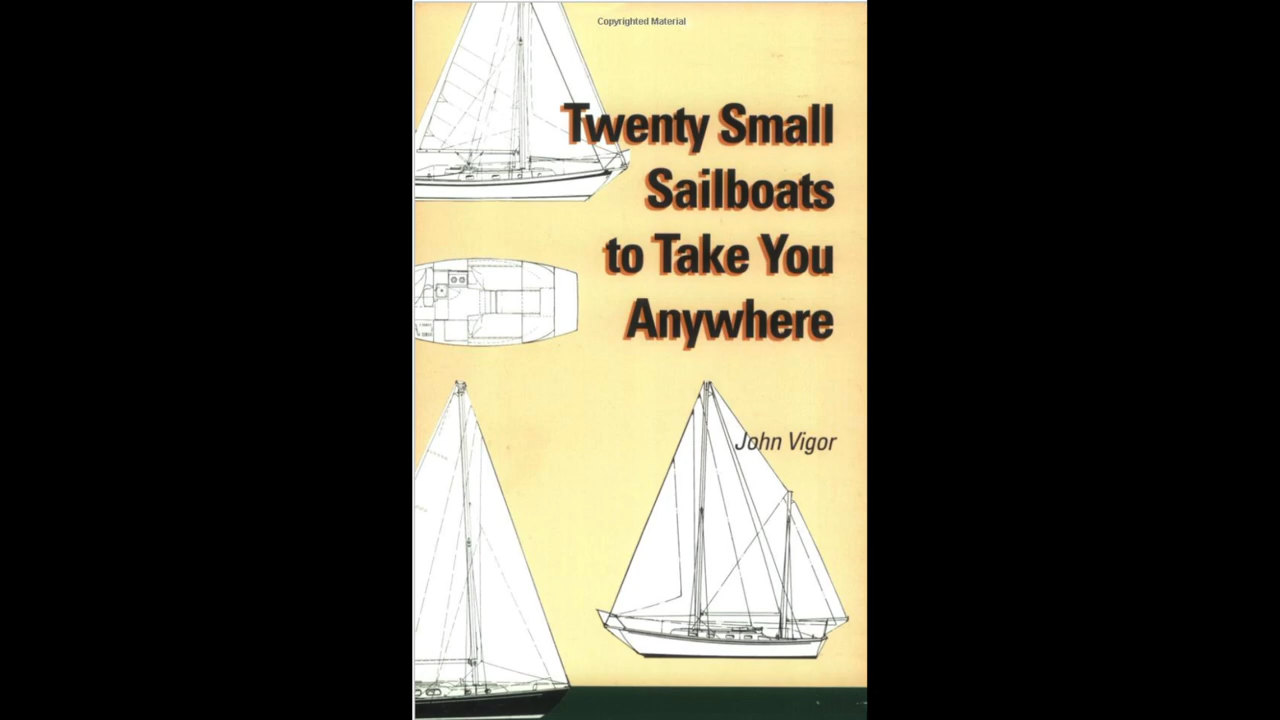 Copyrighted Material
Twenty Small
Sailboats
to Take You
Anywhere
John Vigor